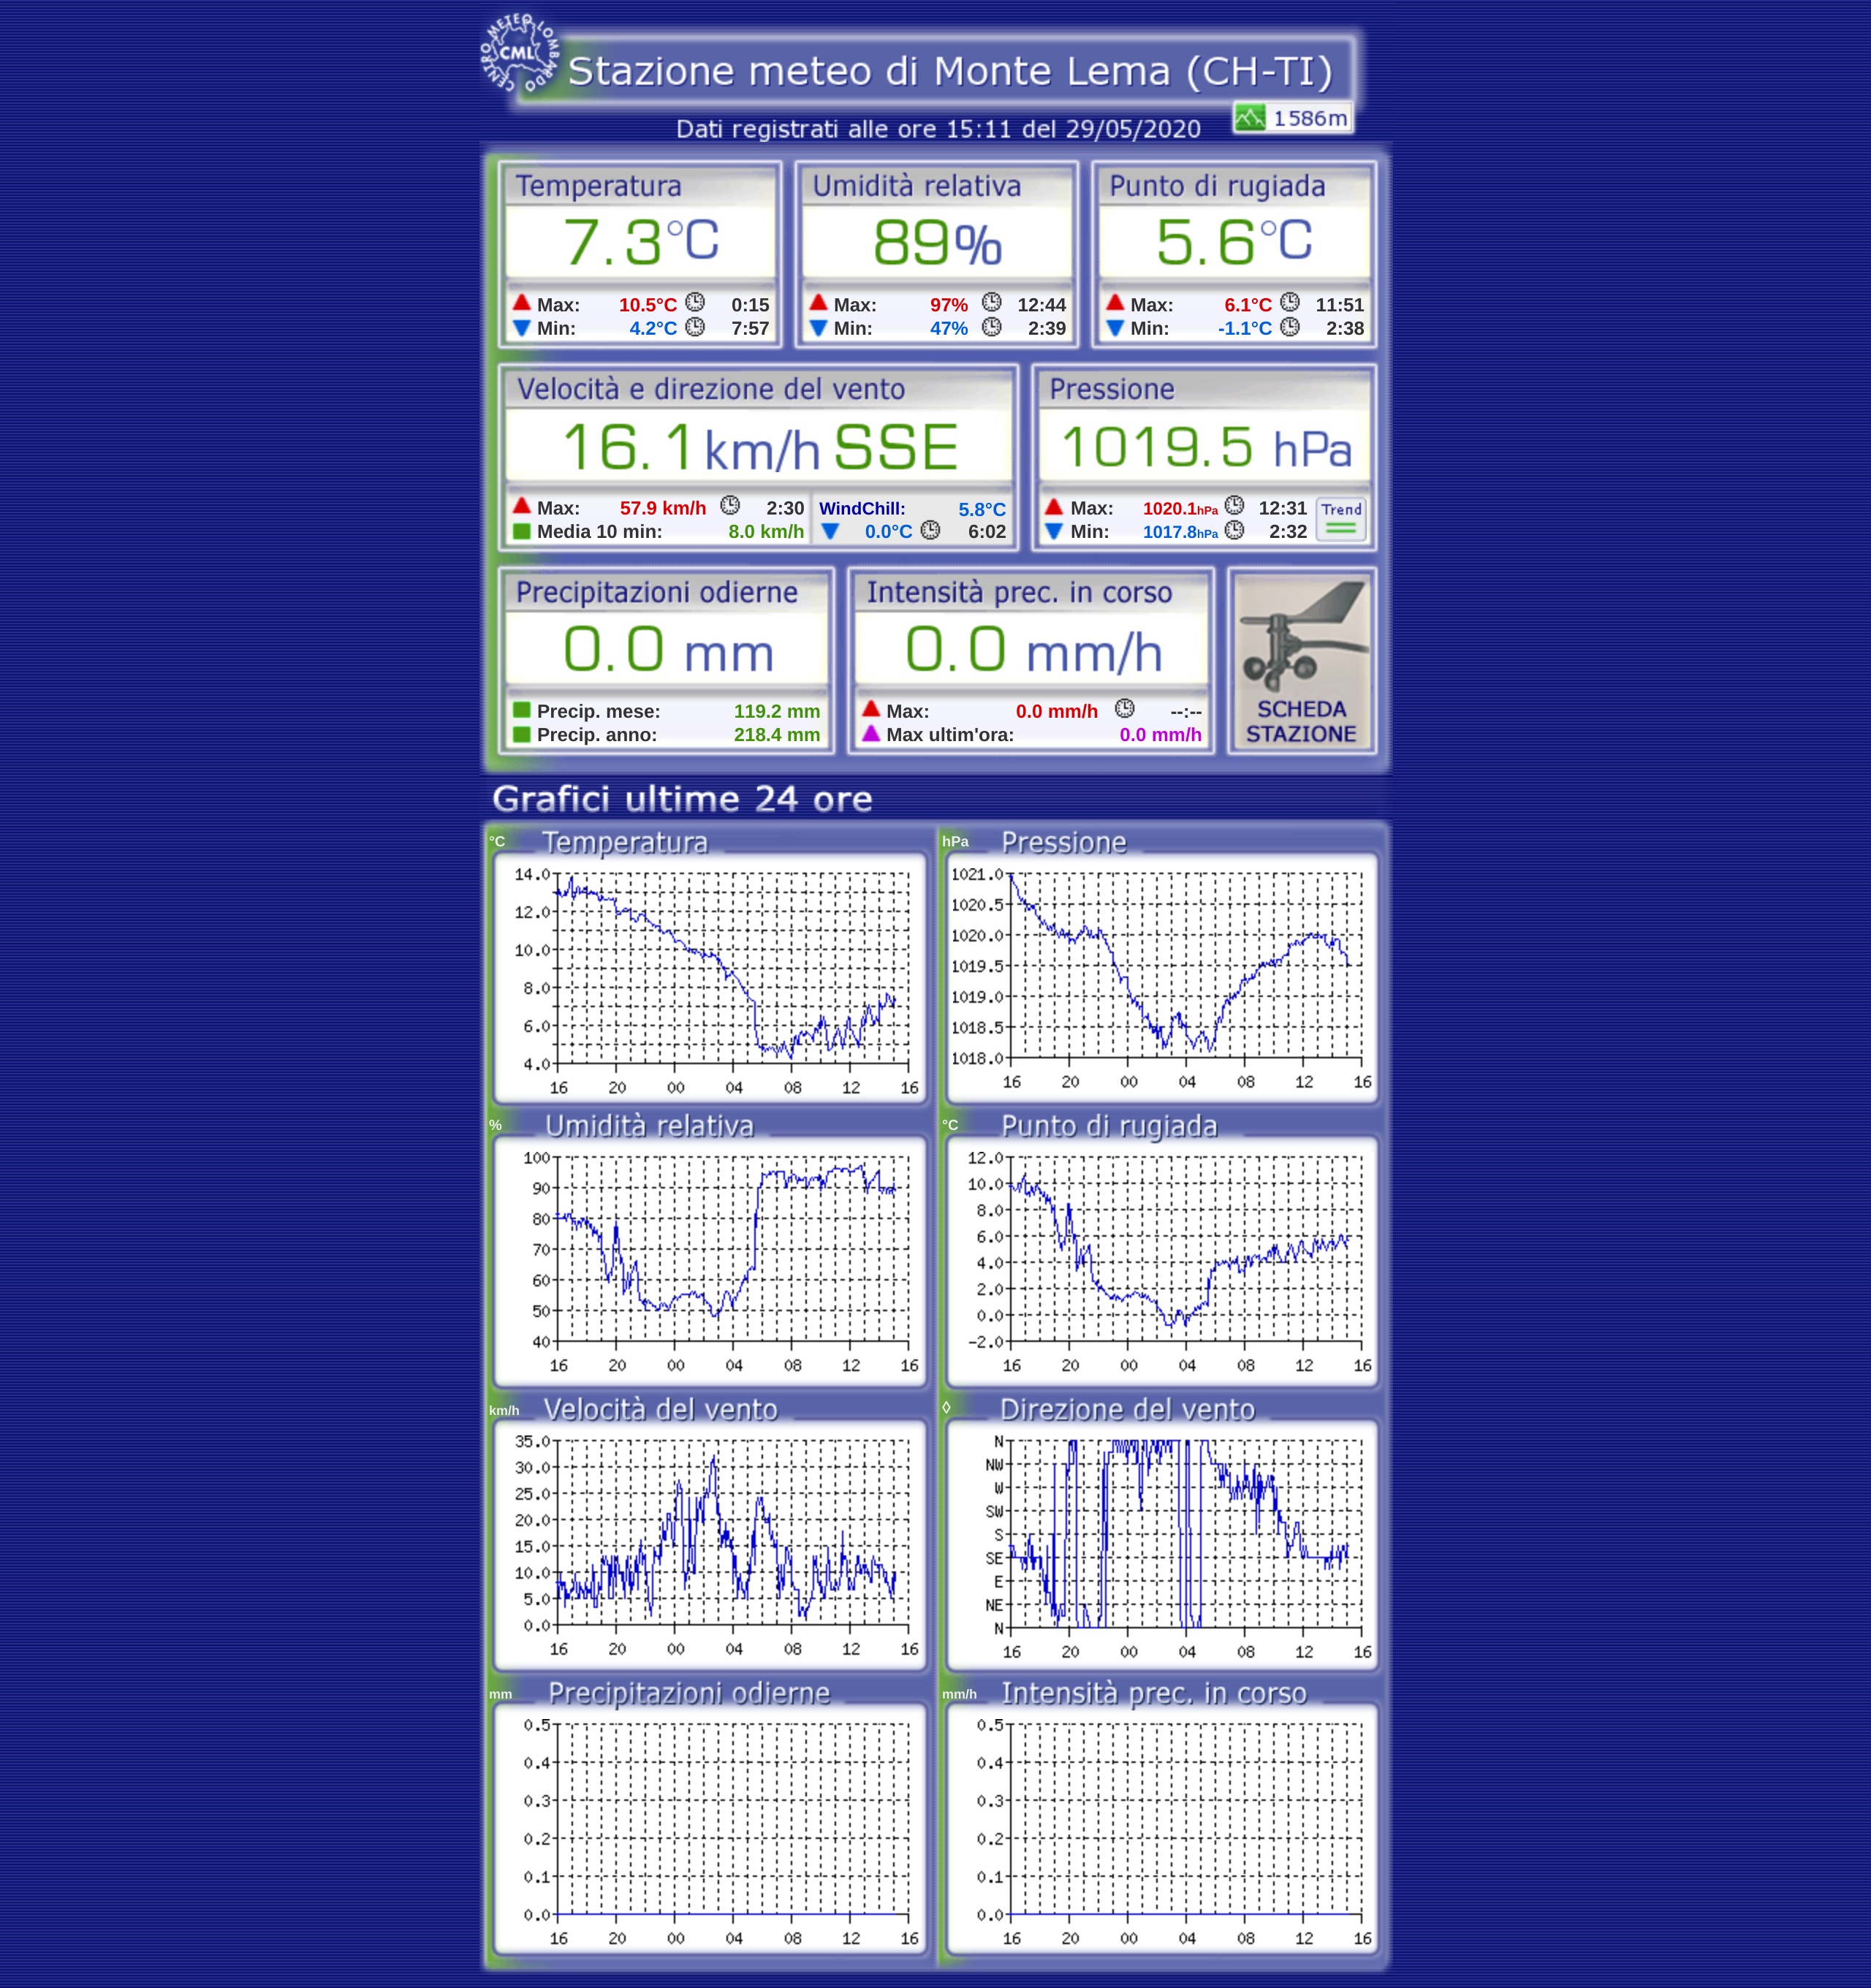 CENTRO METEO LOMBARDO
CML
Stazione meteo di Monte Lema (CH-TI)
1586m
Dati registrati alle ore 15:11 del 29/05/2020
Temperatura Umidità relativa Punto di rugiada
7.3°C 89% 5.6°C
Max: 10.5°C 0:15 Max: 97% 12:44 Max: 6.1°C 11:51
Min: 4.2°C 7:57 Min: 47% 2:39 Min: -1.1°C 2:38
Velocità e direzione del vento Pressione
16.1km/h SSE 1019.5 hPa
Max: 57.9 km/h 2:30 WindChill: 5.8°C Max: 1020.1hPa 12:31 Trend
Media 10 min: 8.0 km/h 0.0°C 6:02 Min: 1017.8hPa 2:32
Precipitazioni odierne Intensità prec. in corso
0.0 mm 0.0 mm/h
Precip. mese: 119.2 mm Max: 0.0 mm/h --:-- SCHEDA
Precip. anno: 218.4 mm Max ultim'ora: 0.0 mm/h STAZIONE
Grafici ultime 24 ore
°C Temperatura
14.0
12.0
10.0
8.0
6.0
4.0
16 20 00 04 08 12 16
hPa Pressione
1021.0
1020.5
1020.0
1019.5
1019.0
1018.5
1018.0
16 20 00 04 08 12 16
% Umidità relativa
100
90
80
70
60
50
40
16 20 00 04 08 12 16
°C Punto di rugiada
12.0
10.0
8.0
6.0
4.0
2.0
0.0
-2.0
16 20 00 04 08 12 16
km/h Velocità del vento
35.0
30.0
25.0
20.0
15.0
10.0
5.0
0.0
16 20 00 04 08 12 16
◊ Direzione del vento
N
NW
W
SW
S
SE
E
NE
N
16 20 00 04 08 12 16
mm Precipitazioni odierne
0.5
0.4
0.3
0.2
0.1
0.0
16 20 00 04 08 12 16
mm/h Intensità prec. in corso
0.5
0.4
0.3
0.2
0.1
0.0
16 20 00 04 08 12 16